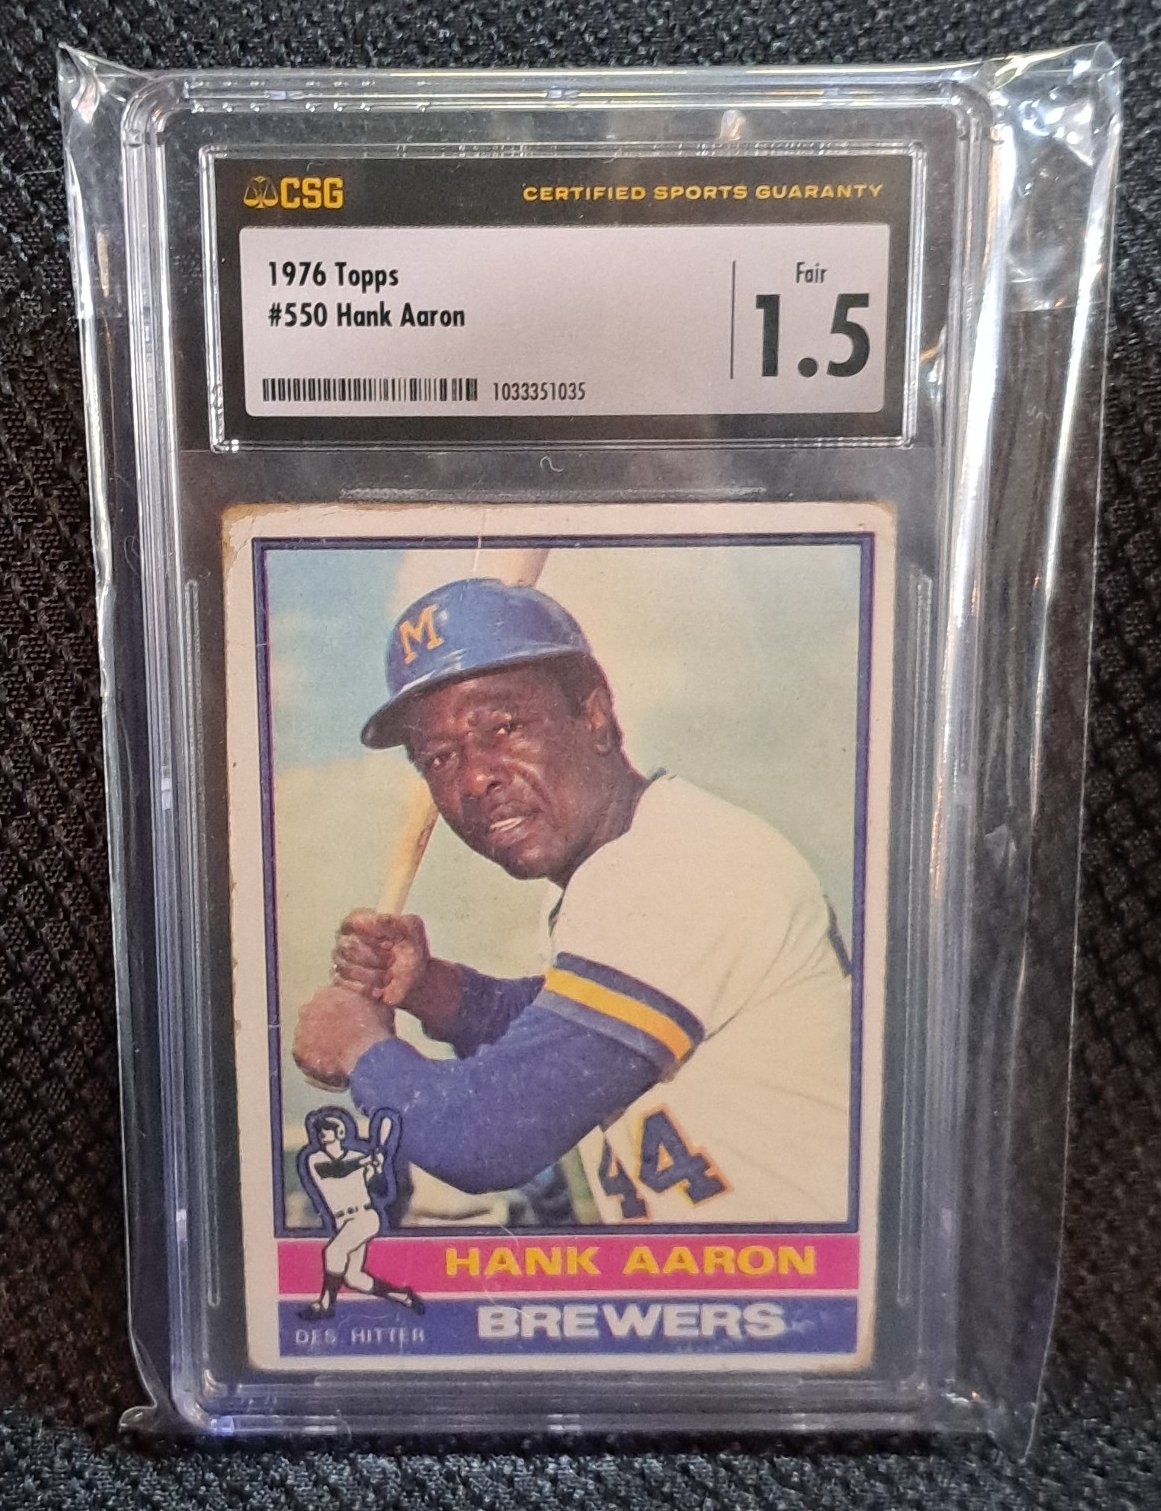 CSG CERTIFIED SPORTS GUARANTY
1976 Topps
#550 Hank Aaron
Fair
1.5
1033351035
M
44
HANK AARON
BREWERS
DES. HITTER